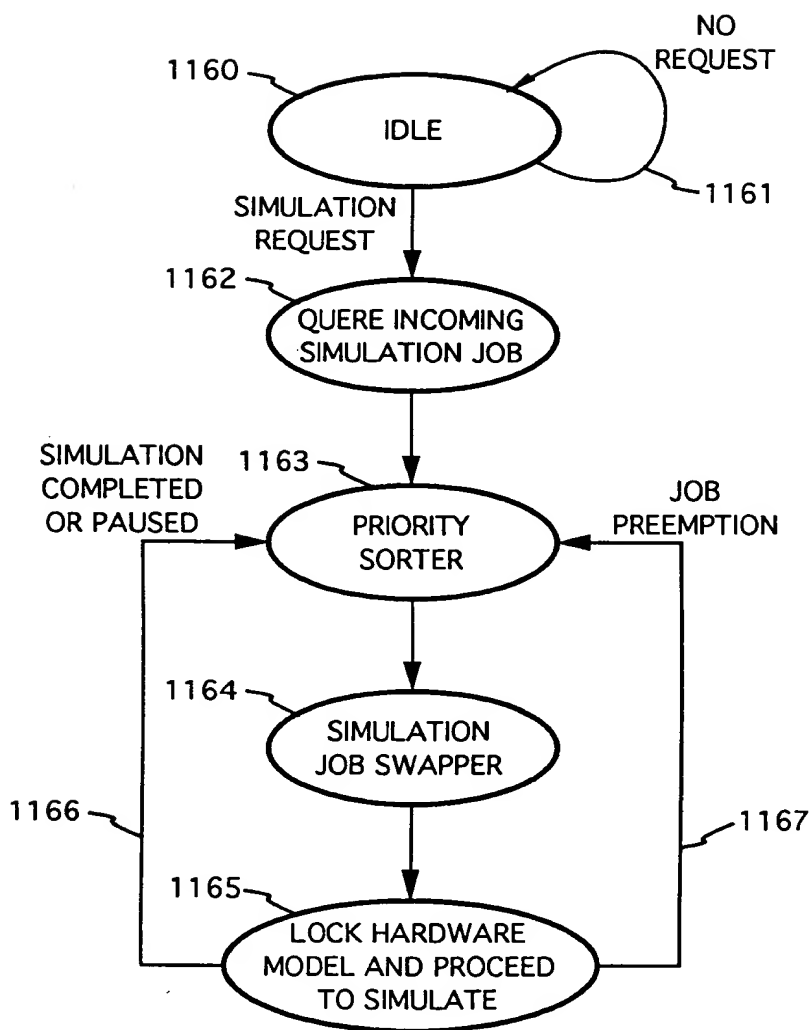 NO
REQUEST
1160
IDLE
1161
SIMULATION
REQUEST
1162
QUERE INCOMING
SIMULATION JOB
SIMULATION
COMPLETED
OR PAUSED
1163
JOB
PREEMPTION
PRIORITY
SORTER
1164
SIMULATION
JOB SWAPPER
1166
1167
1165
LOCK HARDWARE
MODEL AND PROCEED
TO SIMULATE